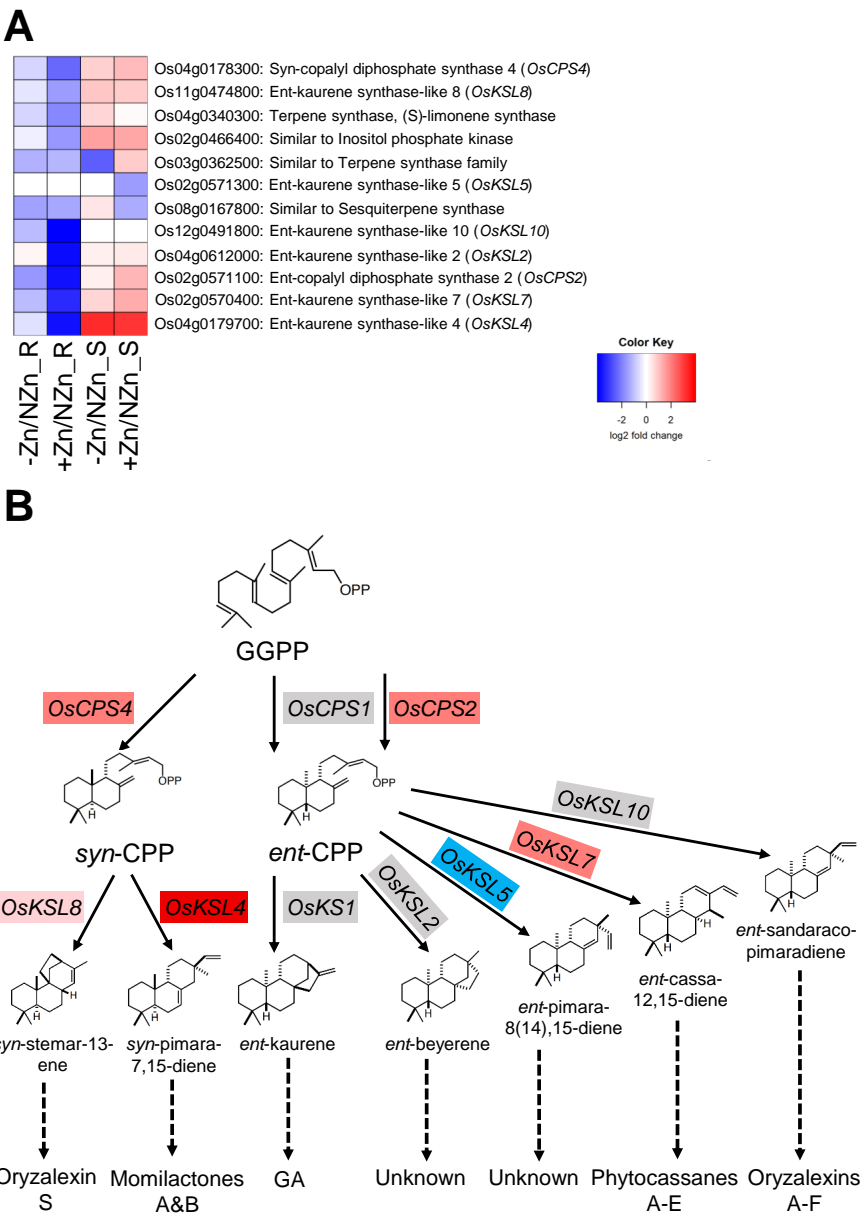 A
Os04g0178300: Syn-copalyl diphosphate synthase 4 (OsCPS4)
Os11g0474800: Ent-kaurene synthase-like 8 (OsKSL8)
Os04g0340300: Terpene synthase, (S)-limonene synthase
Os02g0466400: Similar to Inositol phosphate kinase
Os03g0362500: Similar to Terpene synthase family
Os02g0571300: Ent-kaurene synthase-like 5 (OsKSL5)
Os08g0167800: Similar to Sesquiterpene synthase
Os12g0491800: Ent-kaurene synthase-like 10 (OsKSL10)
Os04g0612000: Ent-kaurene synthase-like 2 (OsKSL2)
Os02g0571100: Ent-copalyl diphosphate synthase 2 (OsCPS2)
Os02g0570400: Ent-kaurene synthase-like 7 (OsKSL7)
Os04g0179700: Ent-kaurene synthase-like 4 (OsKSL4)
-Zn/NZn_R
+Zn/NZn_R
-Zn/NZn_S
+Zn/NZn_S
Color Key
-2 0 2
log2 fold change
B
OPP
GGPP
OsCPS4
OsCPS1
OsCPS2
OPP
H
OPP
H
syn-CPP
ent-CPP
OsKSL10
OsKSL7
OsKSL5
OsKSL2
OsKSL8
OsKSL4
OsKS1
H
ent-sandaraco-
pimaradiene
H
H
ent-cassa-
12,15-diene
H
ent-pimara-
8(14),15-diene
H
H
syn-stemar-13-
ene
H
syn-pimara-
7,15-diene
H
ent-kaurene
H
ent-beyerene
Oryzalexin
S
Momilactones
A&B
GA
Unknown
Unknown
Phytocassanes
A-E
Oryzalexins
A-F